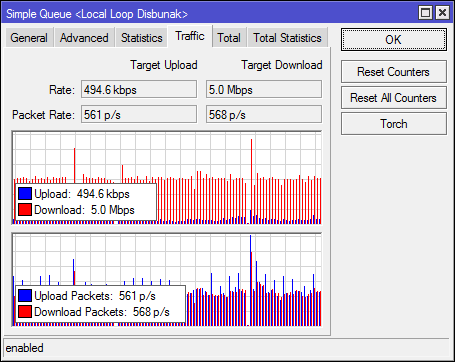 Simple Queue <Local Loop Disbunak>
General Advanced Statistics Traffic Total Total Statistics
OK
Reset Counters
Reset All Counters
Torch
Target Upload Target Download
Rate: 494.6 kbps 5.0 Mbps
Packet Rate: 561 p/s 568 p/s
Upload: 494.6 kbps
Download: 5.0 Mbps
Upload Packets: 561 p/s
Download Packets: 568 p/s
enabled